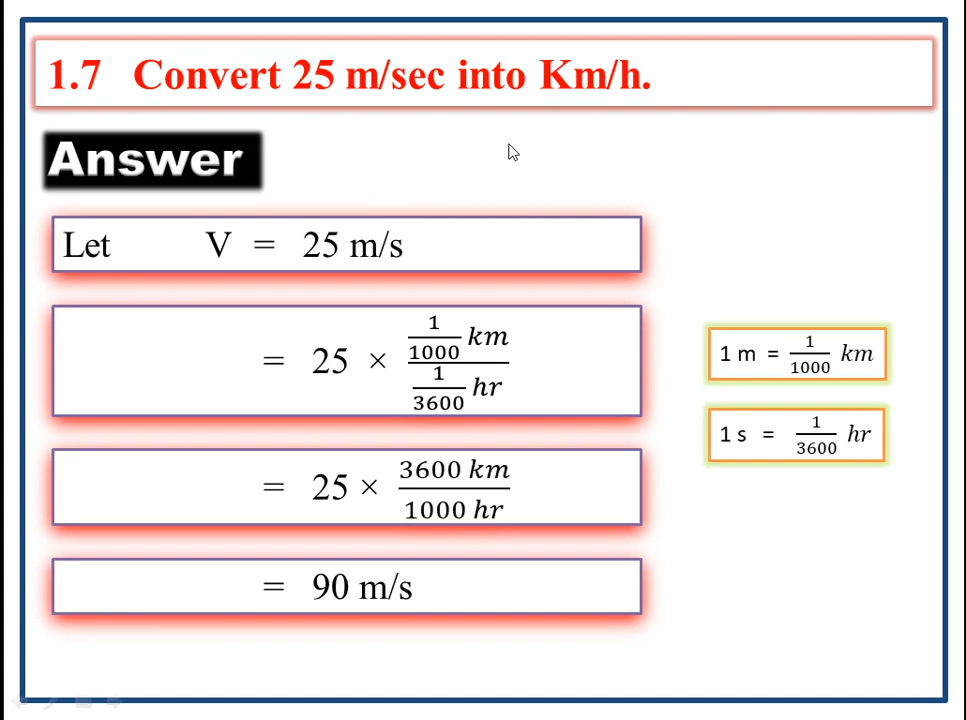 1.7 Convert 25 m/sec into Km/h.
Answer
Let V = 25 m/s
= 25 × (1/1000 km)/(1/3600 hr)
1 m = 1/1000 km
1 s = 1/3600 hr
= 25 × (3600 km)/(1000 hr)
= 90 m/s